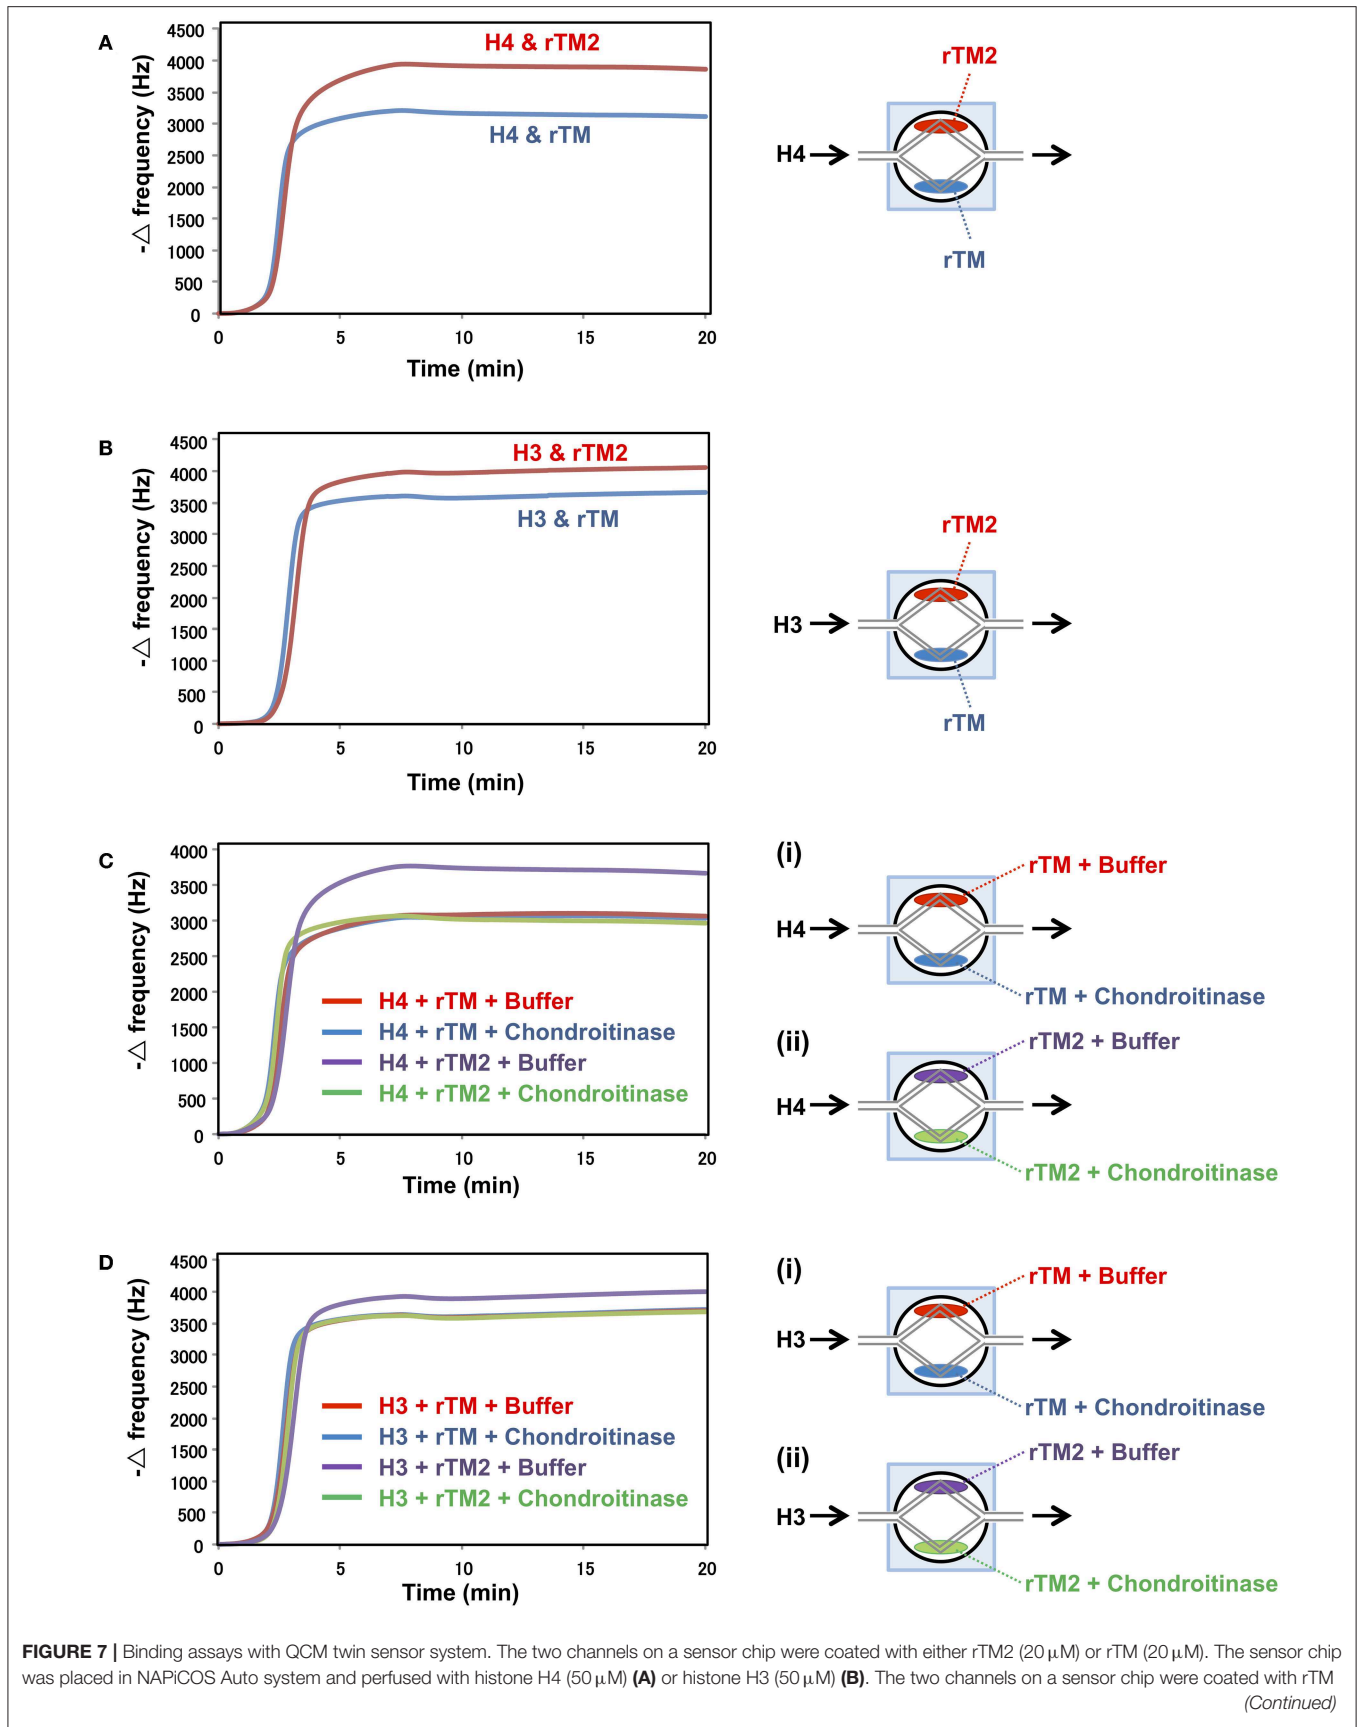 A
4500
4000
3500
3000
2500
2000
1500
1000
500
0
-△ frequency (Hz)
H4 & rTM2
H4 & rTM
0 5 10 15 20
Time (min)
rTM2
H4
rTM
B
4500
4000
3500
3000
2500
2000
1500
1000
500
0
-△ frequency (Hz)
H3 & rTM2
H3 & rTM
0 5 10 15 20
Time (min)
rTM2
H3
rTM
C
4000
3500
3000
2500
2000
1500
1000
500
0
-△ frequency (Hz)
H4 + rTM + Buffer
H4 + rTM + Chondroitinase
H4 + rTM2 + Buffer
H4 + rTM2 + Chondroitinase
0 5 10 15 20
Time (min)
(i)
rTM + Buffer
H4
rTM + Chondroitinase
(ii)
rTM2 + Buffer
H4
rTM2 + Chondroitinase
D
4500
4000
3500
3000
2500
2000
1500
1000
500
0
-△ frequency (Hz)
H3 + rTM + Buffer
H3 + rTM + Chondroitinase
H3 + rTM2 + Buffer
H3 + rTM2 + Chondroitinase
0 5 10 15 20
Time (min)
(i)
rTM + Buffer
H3
rTM + Chondroitinase
(ii)
rTM2 + Buffer
H3
rTM2 + Chondroitinase
FIGURE 7 | Binding assays with QCM twin sensor system. The two channels on a sensor chip were coated with either rTM2 (20 μM) or rTM (20 μM). The sensor chip
was placed in NAPiCOS Auto system and perfused with histone H4 (50 μM) (A) or histone H3 (50 μM) (B). The two channels on a sensor chip were coated with rTM
(Continued)